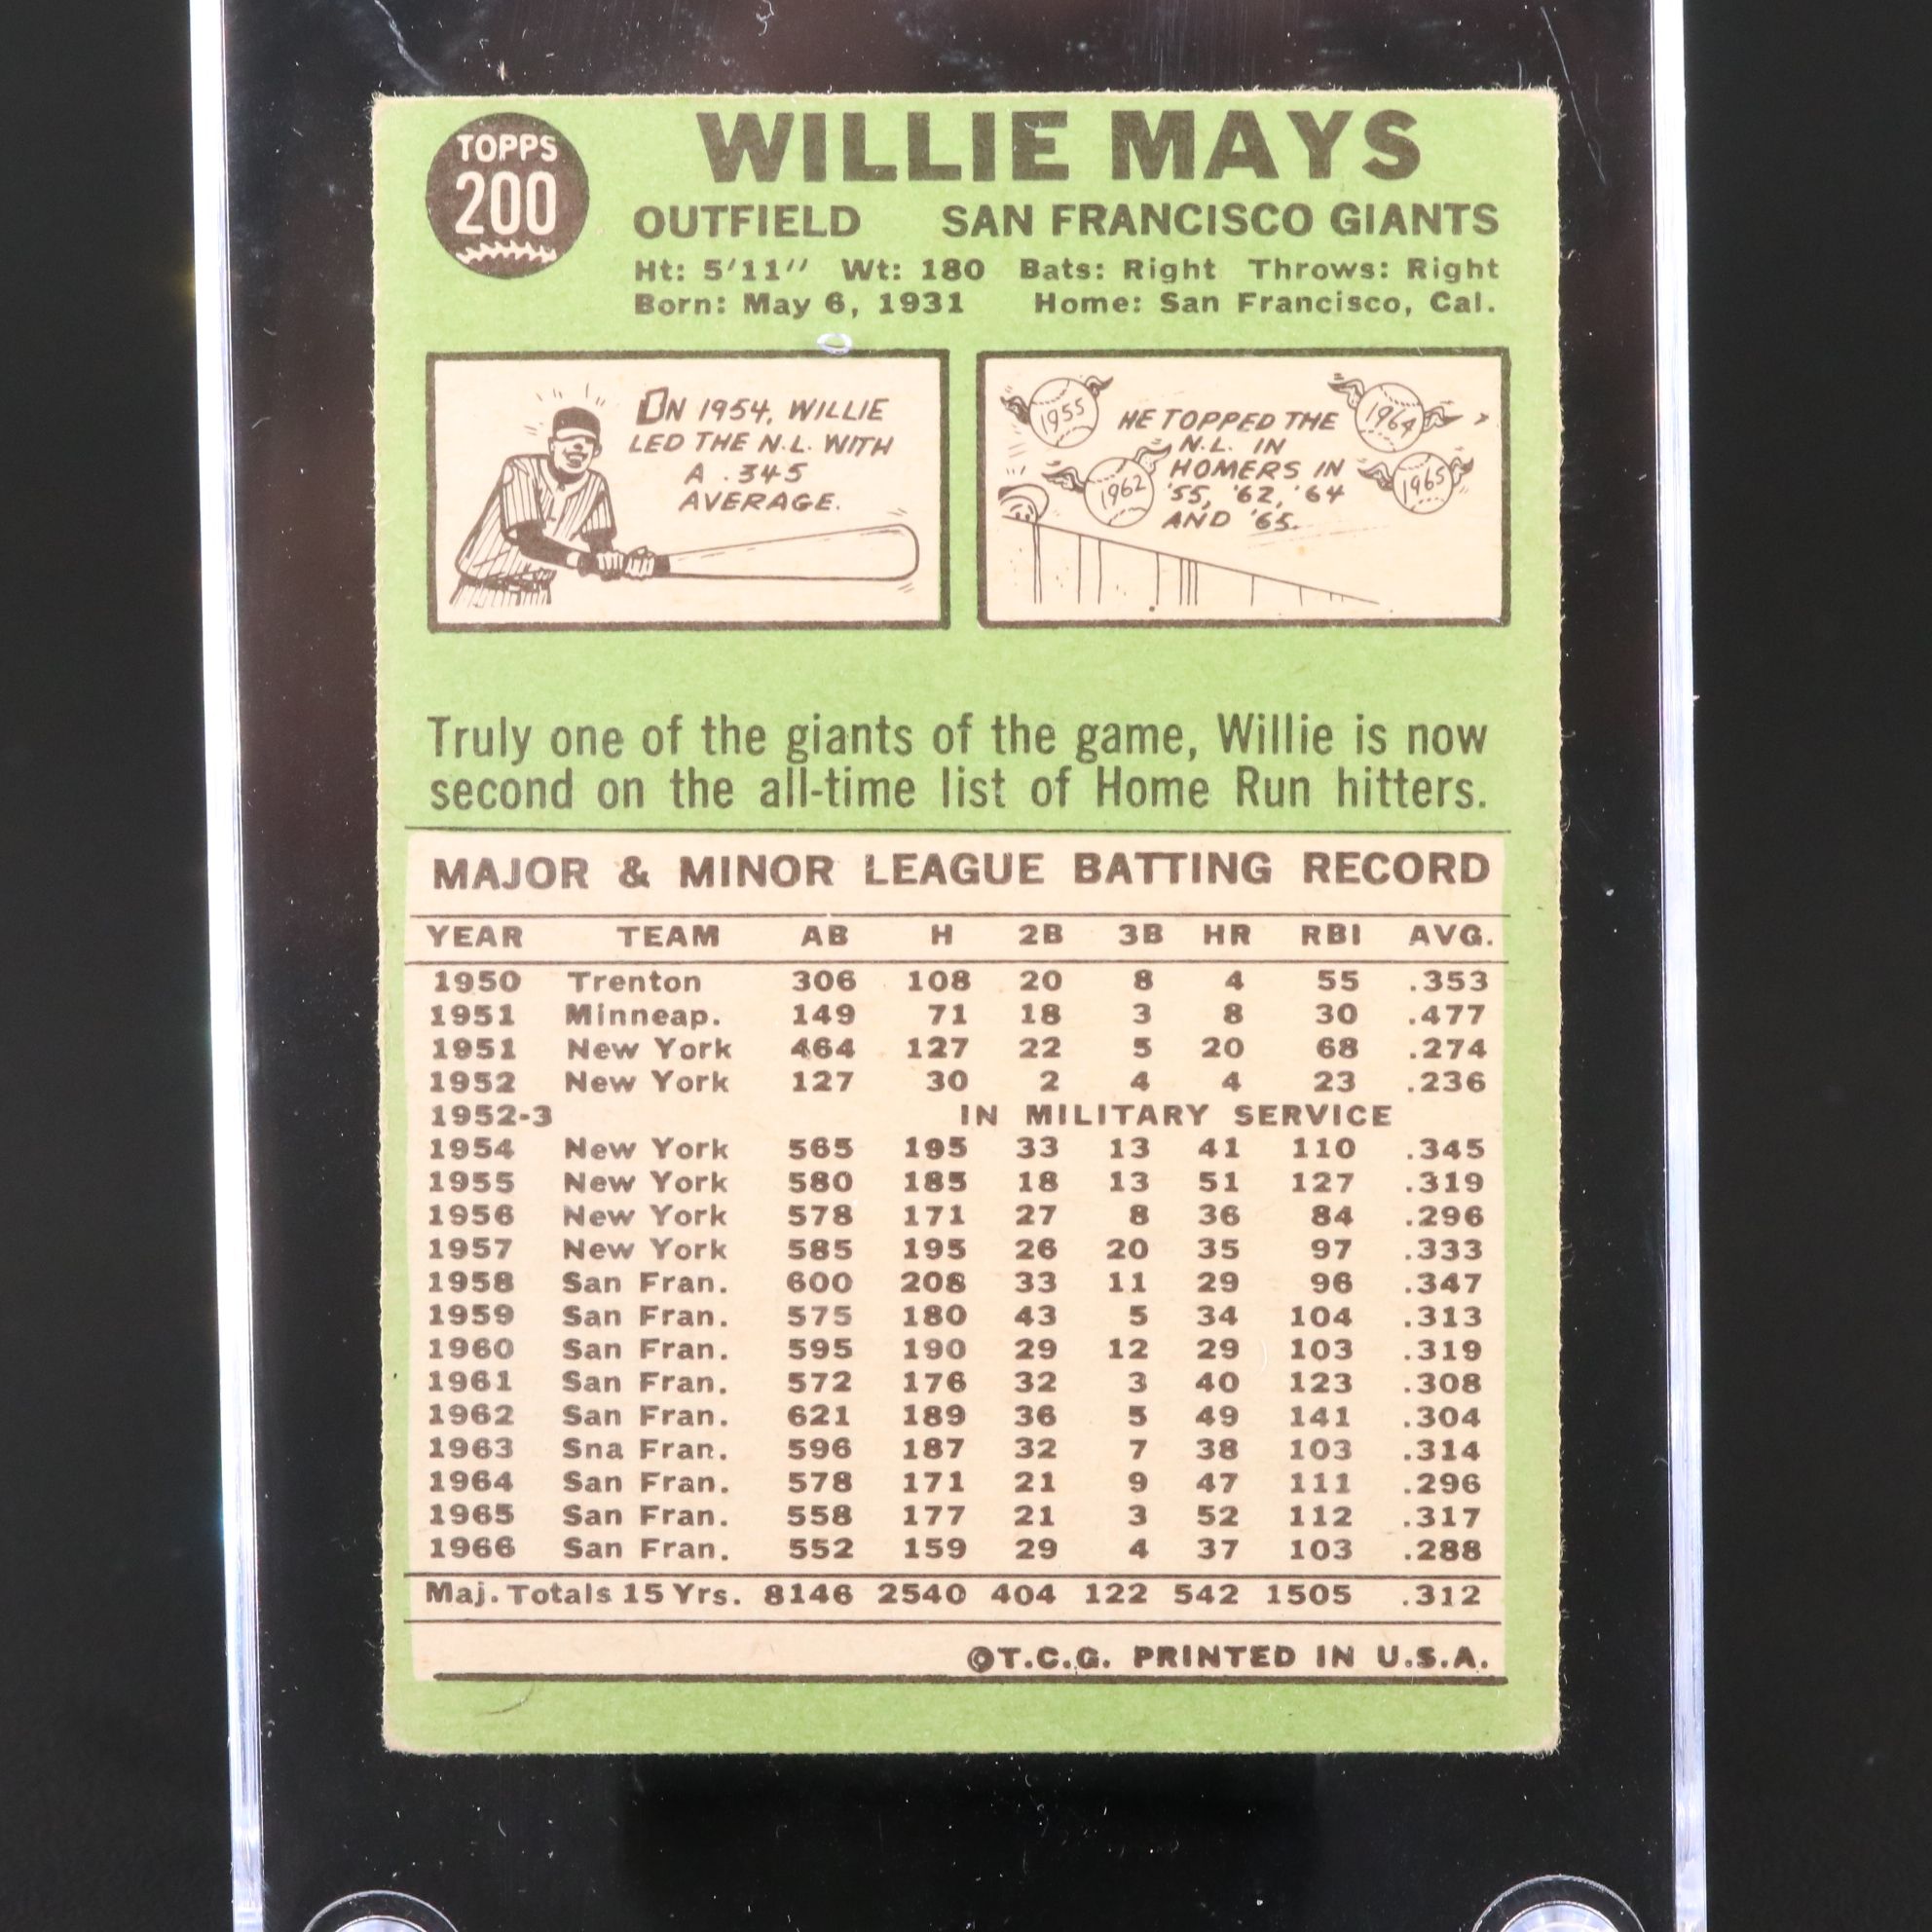 TOPPS
200
WILLIE MAYS
OUTFIELD SAN FRANCISCO GIANTS
Ht: 5'11" Wt: 180 Bats: Right Throws: Right
Born: May 6, 1931 Home: San Francisco, Cal.
IN 1954, WILLIE
LED THE N.L. WITH
A .345
AVERAGE.
1955
1964
1962
1965
HE TOPPED THE
N.L. IN
HOMERS IN
'55, '62, '64
AND '65.
Truly one of the giants of the game, Willie is now
second on the all-time list of Home Run hitters.
MAJOR & MINOR LEAGUE BATTING RECORD
YEAR TEAM AB H 2B 3B HR RBI AVG.
1950 Trenton 306 108 20 8 4 55 .353
1951 Minneap. 149 71 18 3 8 30 .477
1951 New York 464 127 22 5 20 68 .274
1952 New York 127 30 2 4 4 23 .236
1952-3 IN MILITARY SERVICE
1954 New York 565 195 33 13 41 110 .345
1955 New York 580 185 18 13 51 127 .319
1956 New York 578 171 27 8 36 84 .296
1957 New York 585 195 26 20 35 97 .333
1958 San Fran. 600 208 33 11 29 96 .347
1959 San Fran. 575 180 43 5 34 104 .313
1960 San Fran. 595 190 29 12 29 103 .319
1961 San Fran. 572 176 32 3 40 123 .308
1962 San Fran. 621 189 36 5 49 141 .304
1963 Sna Fran. 596 187 32 7 38 103 .314
1964 San Fran. 578 171 21 9 47 111 .296
1965 San Fran. 558 177 21 3 52 112 .317
1966 San Fran. 552 159 29 4 37 103 .288
Maj. Totals 15 Yrs. 8146 2540 404 122 542 1505 .312
©T.C.G. PRINTED IN U.S.A.